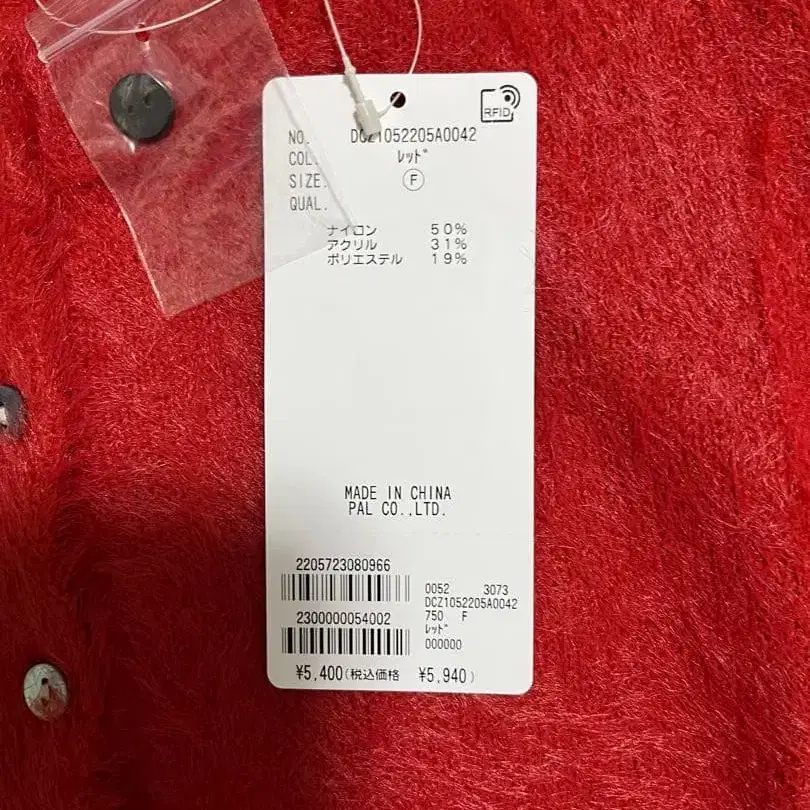 RFID
NO. DCZ1052205A0042
COL. レッド
SIZE. F
QUAL.
ナイロン 50%
アクリル 31%
ポリエステル 19%
MADE IN CHINA
PAL CO.,LTD.
2205723080966
2300000054002
0052 3073
DCZ1052205A0042
750 F
レッド
000000
¥5,400(税込価格 ¥5,940)